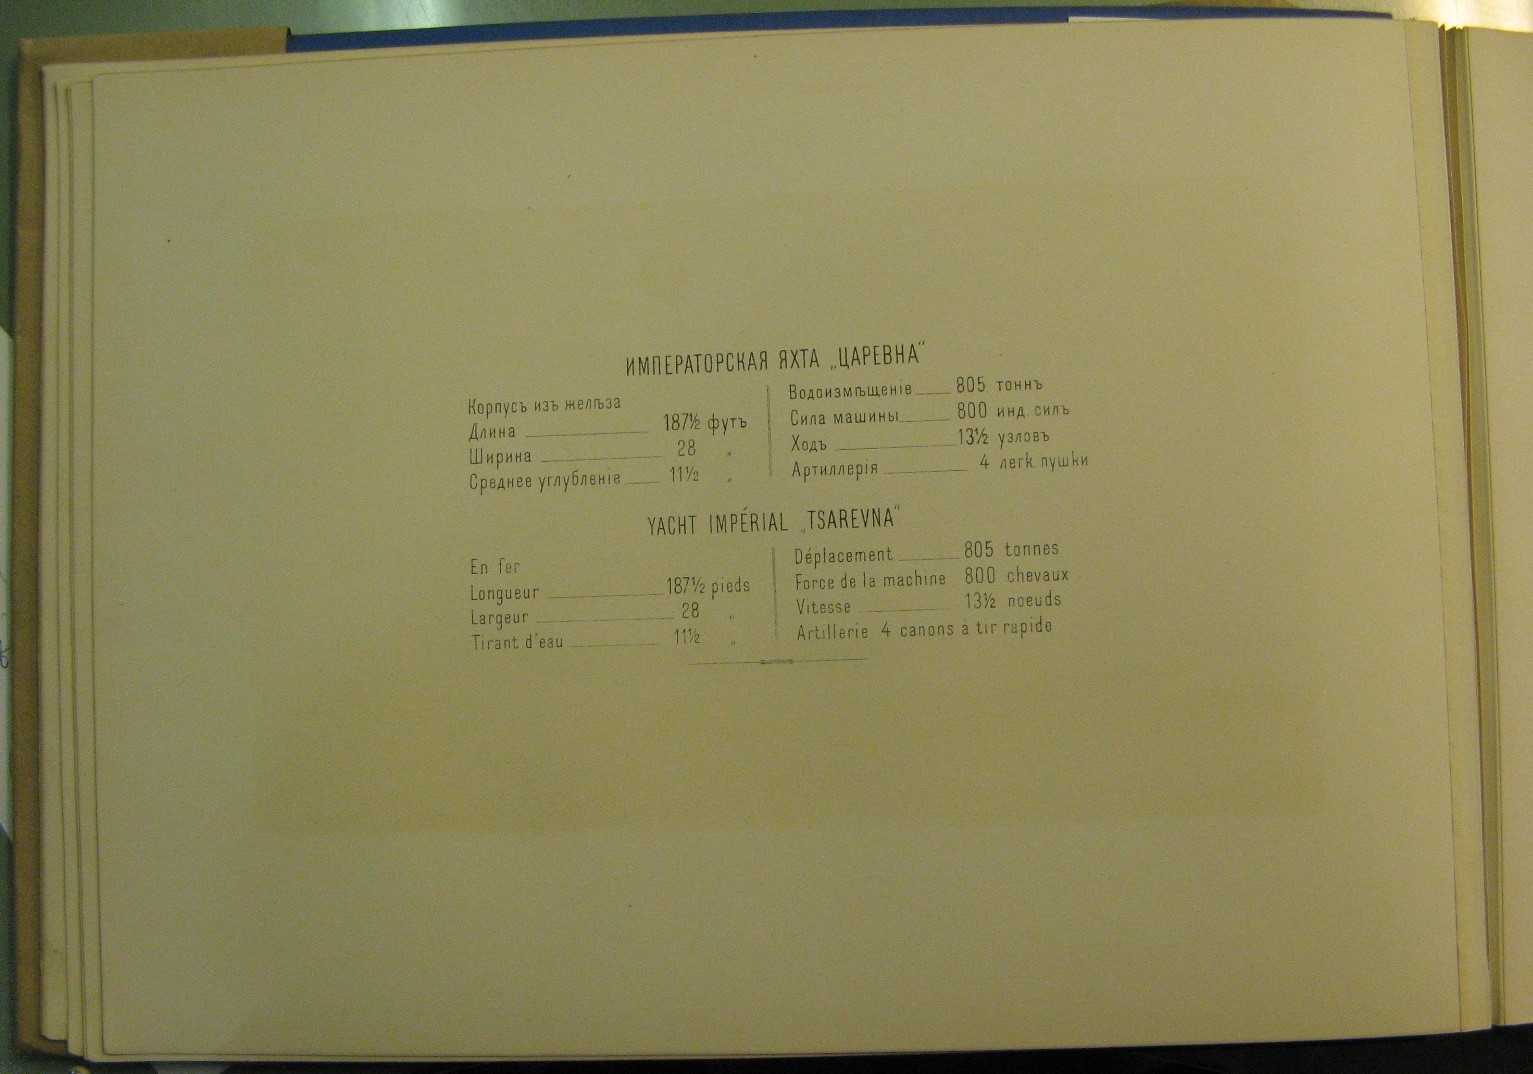 ИМПЕРАТОРСКАЯ ЯХТА „ЦАРЕВНА“
Корпусъ изъ желѣза
Длина 187½ футъ
Ширина 28 „
Среднее углубленіе 11½ „
Водоизмѣщеніе 805 тоннъ
Сила машины 800 инд. силъ
Ходъ 13½ узловъ
Артиллерія 4 легк. пушки
YACHT IMPÉRIAL „TSAREVNA“
En fer
Longueur 187½ pieds
Largeur 28 „
Tirant d'eau 11½ „
Déplacement 805 tonnes
Force de la machine 800 chevaux
Vitesse 13½ noeuds
Artillerie 4 canons à tir rapide